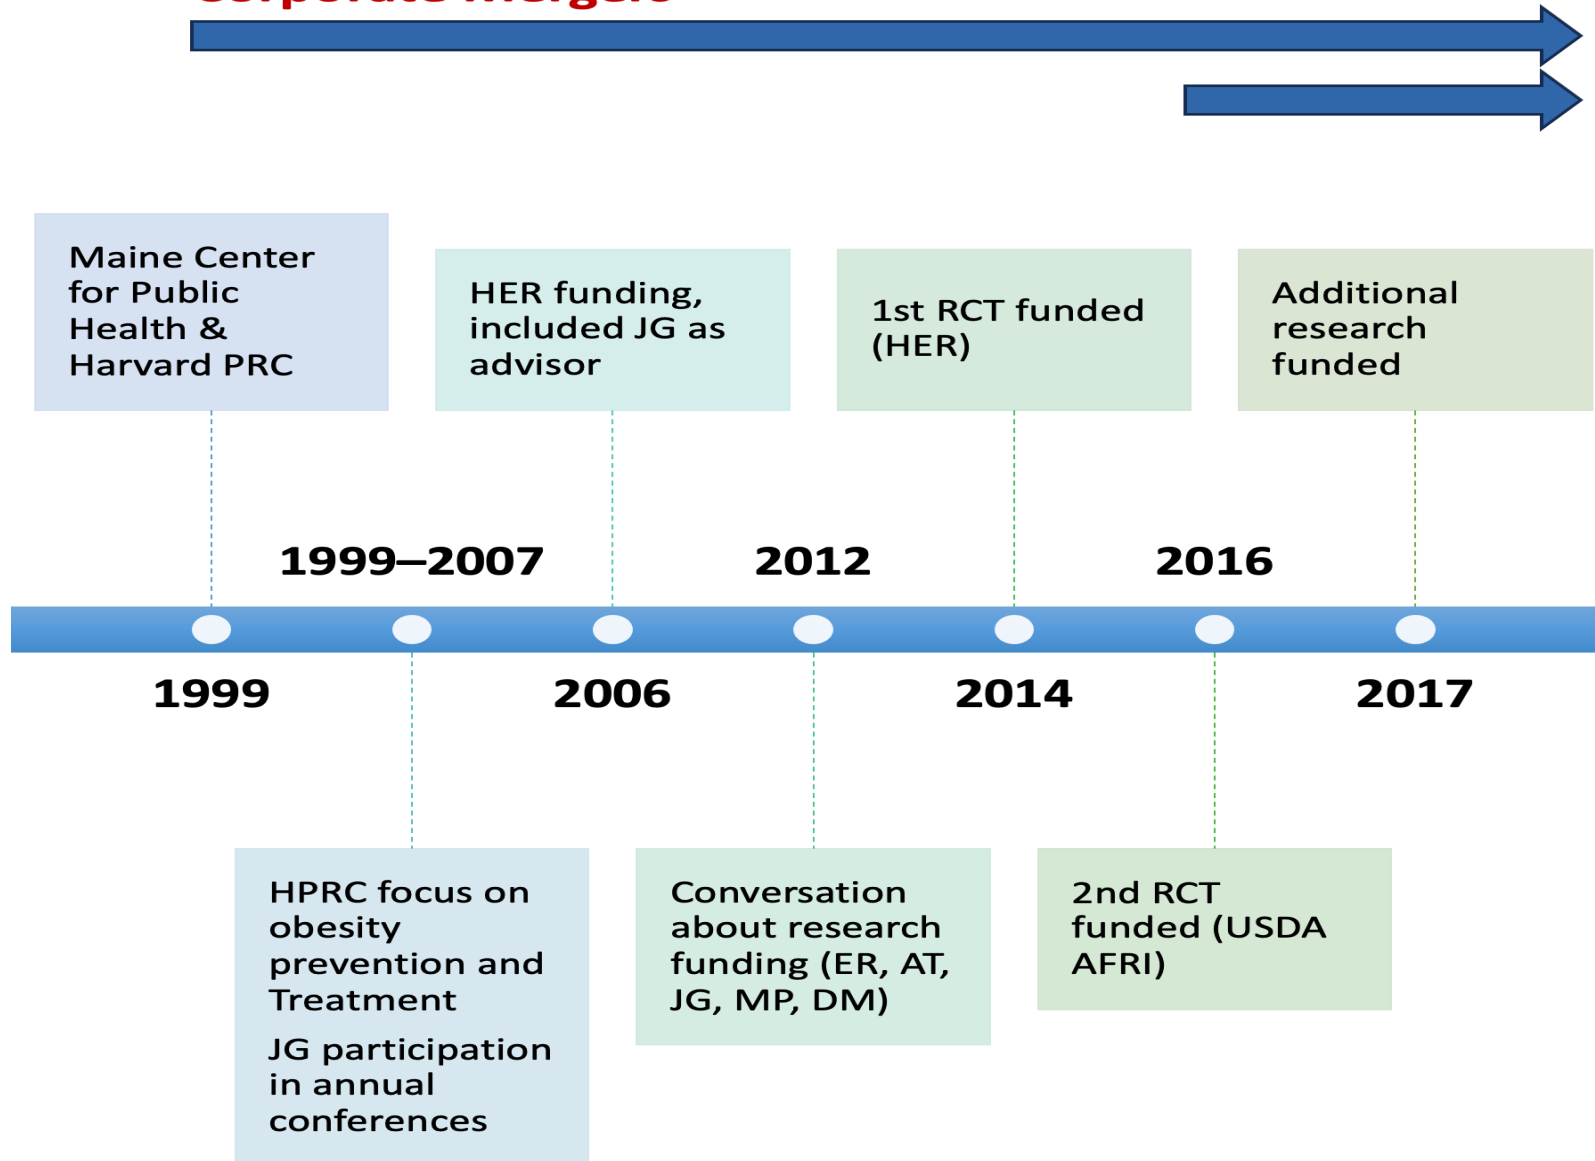 Corporate mergers
Maine Center
for Public
Health &
Harvard PRC
HER funding,
included JG as
advisor
1st RCT funded
(HER)
Additional
research
funded
1999–2007
2012
2016
1999
2006
2014
2017
HPRC focus on
obesity
prevention and
Treatment
JG participation
in annual
conferences
Conversation
about research
funding (ER, AT,
JG, MP, DM)
2nd RCT
funded (USDA
AFRI)